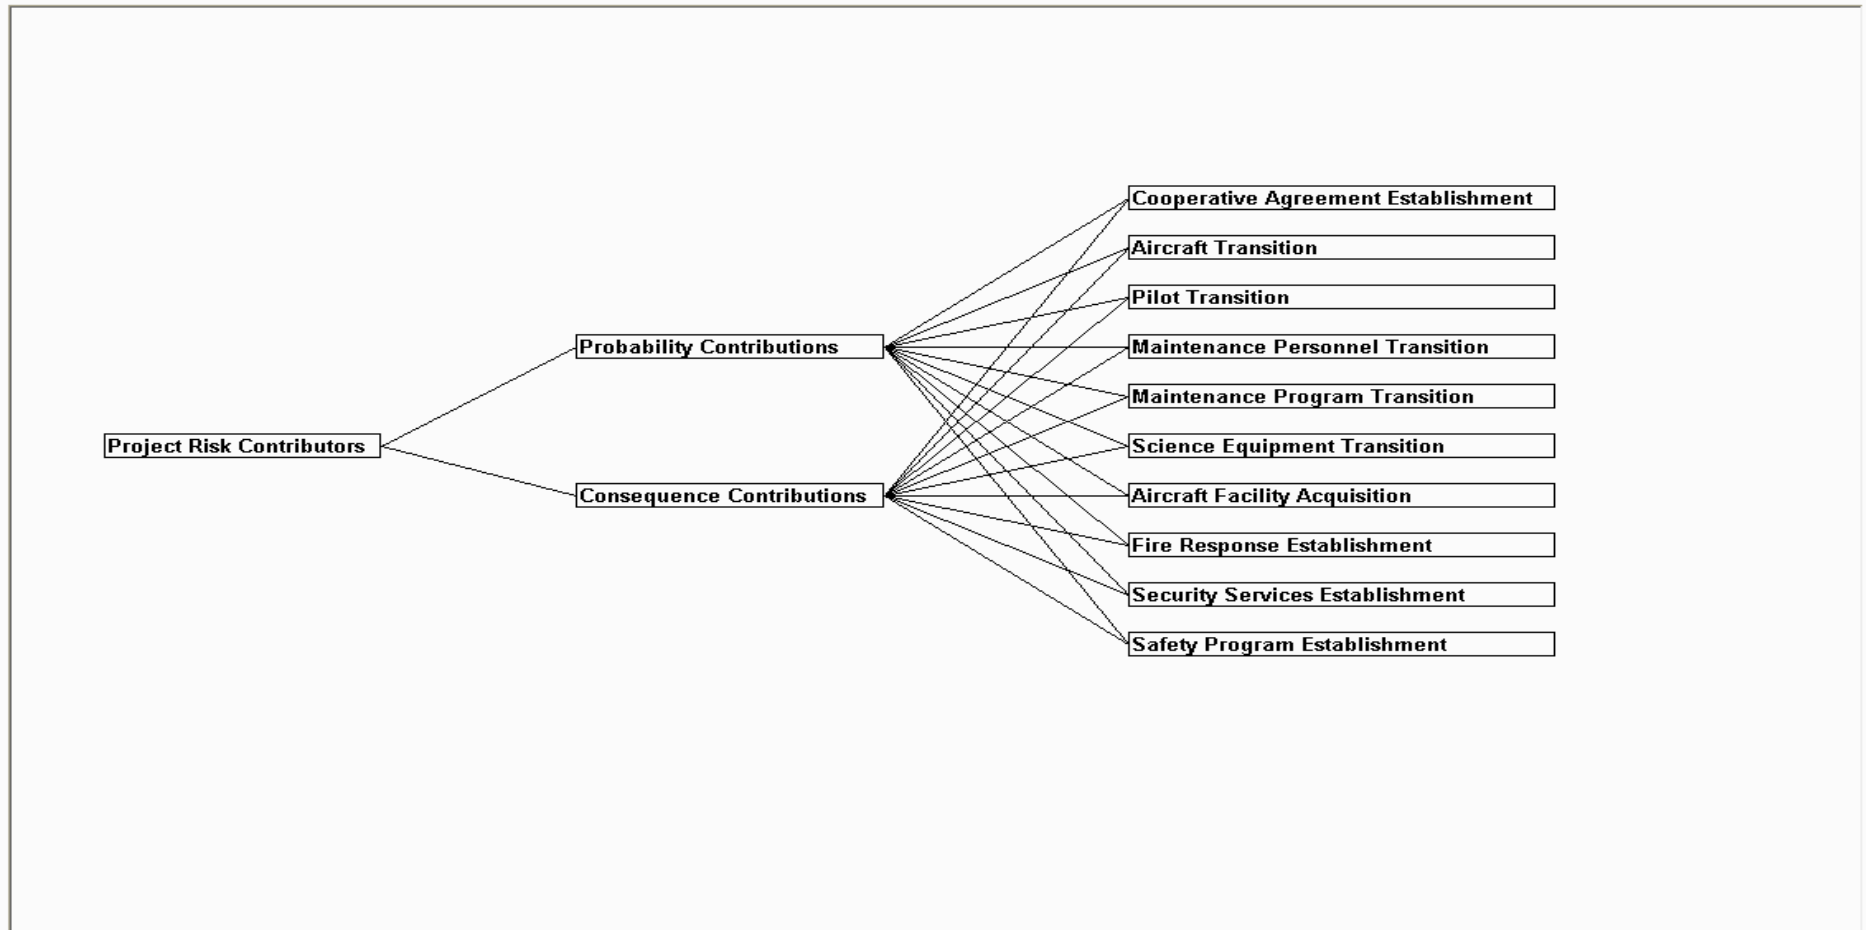 Project Risk Contributors
Probability Contributions
Consequence Contributions
Cooperative Agreement Establishment
Aircraft Transition
Pilot Transition
Maintenance Personnel Transition
Maintenance Program Transition
Science Equipment Transition
Aircraft Facility Acquisition
Fire Response Establishment
Security Services Establishment
Safety Program Establishment